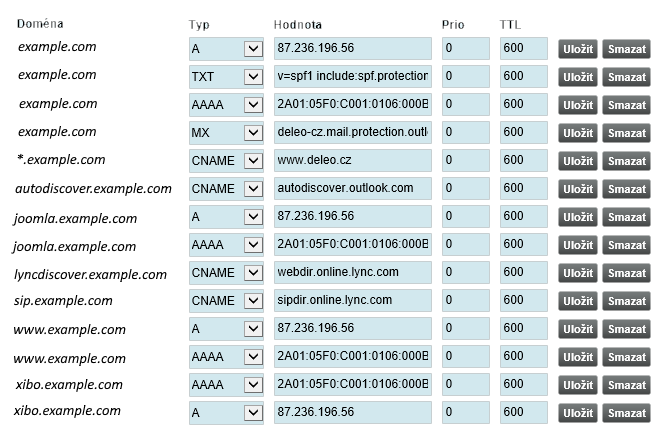 Doména Typ Hodnota Prio TTL
example.com A 87.236.196.56 0 600 Uložit Smazat
example.com TXT v=spf1 include:spf.protection 0 600 Uložit Smazat
example.com AAAA 2A01:05F0:C001:0106:000B 0 600 Uložit Smazat
example.com MX deleo-cz.mail.protection.outl 0 600 Uložit Smazat
*.example.com CNAME www.deleo.cz 0 600 Uložit Smazat
autodiscover.example.com CNAME autodiscover.outlook.com 0 600 Uložit Smazat
joomla.example.com A 87.236.196.56 0 600 Uložit Smazat
joomla.example.com AAAA 2A01:05F0:C001:0106:000B 0 600 Uložit Smazat
lyncdiscover.example.com CNAME webdir.online.lync.com 0 600 Uložit Smazat
sip.example.com CNAME sipdir.online.lync.com 0 600 Uložit Smazat
www.example.com A 87.236.196.56 0 600 Uložit Smazat
www.example.com AAAA 2A01:05F0:C001:0106:000B 0 600 Uložit Smazat
xibo.example.com AAAA 2A01:05F0:C001:0106:000B 0 600 Uložit Smazat
xibo.example.com A 87.236.196.56 0 600 Uložit Smazat